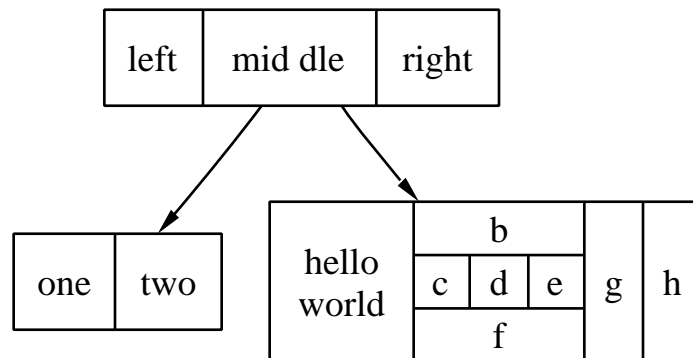 left mid dle right
one two
hello
world
b
c d e
f
g
h